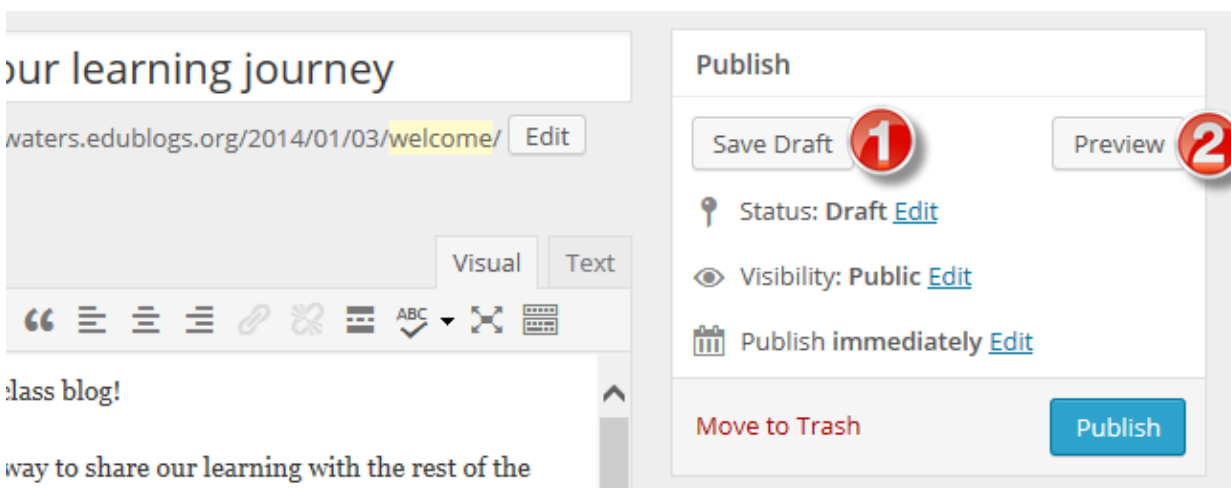 our learning journey
waters.edublogs.org/2014/01/03/welcome/ Edit
Visual Text
ABC
class blog!
way to share our learning with the rest of the
Publish
Save Draft 1 Preview 2
Status: Draft Edit
Visibility: Public Edit
Publish immediately Edit
Move to Trash Publish